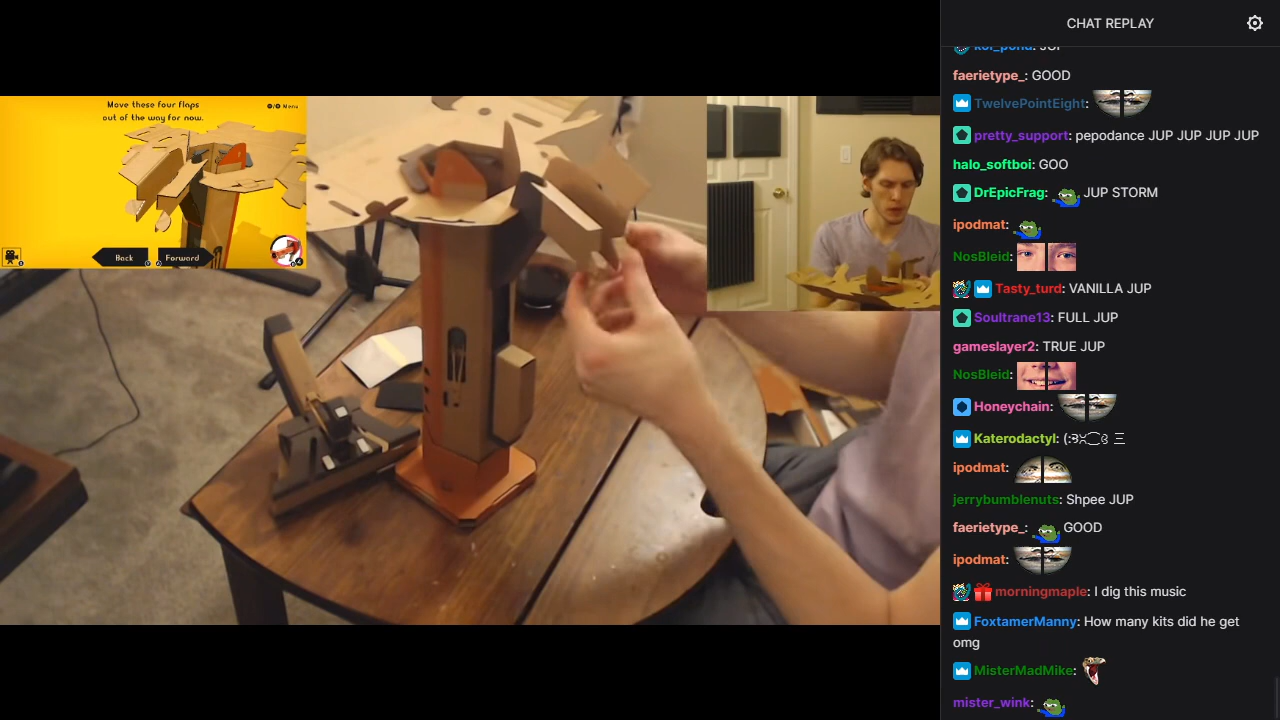 Move these four flaps
out of the way for now.
Menu
Back
Forward
CHAT REPLAY
koi_pond: JUP
faerietype_: GOOD
TwelvePointEight:
pretty_support: pepodance JUP JUP JUP JUP
halo_softboi: GOO
DrEpicFrag: JUP STORM
ipodmat:
NosBleid:
Tasty_turd: VANILLA JUP
Soultrane13: FULL JUP
gameslayer2: TRUE JUP
NosBleid:
Honeychain:
Katerodactyl:
ipodmat:
jerrybumblenuts: Shpee JUP
faerietype_: GOOD
ipodmat:
morningmaple: I dig this music
FoxtamerManny: How many kits did he get
omg
MisterMadMike:
mister_wink: